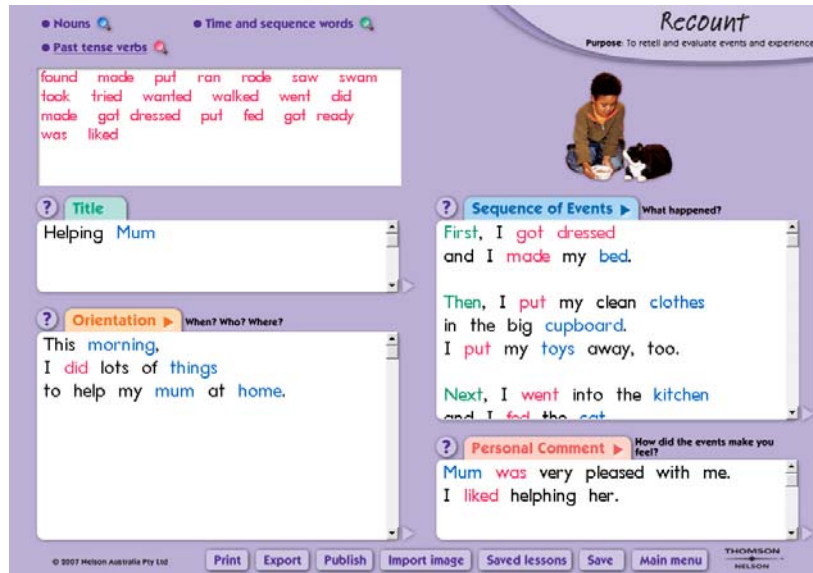 Nouns
Time and sequence words
Past tense verbs
Recount
Purpose: To retell and evaluate events and experience
found made put ran rode saw swam
took tried wanted walked went did
made got dressed put fed got ready
was liked
? Title
Helping Mum
? Orientation
When? Who? Where?
This morning,
I did lots of things
to help my mum at home.
? Sequence of Events
What happened?
First, I got dressed
and I made my bed.
Then, I put my clean clothes
in the big cupboard.
I put my toys away, too.
Next, I went into the kitchen
and I fed the cat
? Personal Comment
How did the events make you
feel?
Mum was very pleased with me.
I liked helphing her.
© 2007 Nelson Australia Pty Ltd
Print Export Publish Import image Saved lessons Save Main menu
THOMSON
NELSON